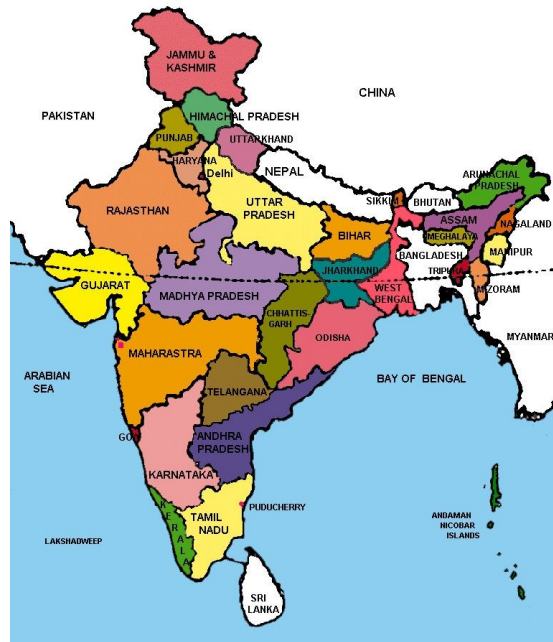 JAMMU &
KASHMIR
CHINA
PAKISTAN
HIMACHAL PRADESH
PUNJAB
UTTARKHAND
HARYANA
Delhi
NEPAL
ARUNACHAL
PRADESH
SIKKIM
BHUTAN
RAJASTHAN
UTTAR
PRADESH
ASSAM
NAGALAND
BIHAR
MEGHALAYA
BANGLADESH
MANIPUR
JHARKHAND
TRIPURA
GUJARAT
MADHYA PRADESH
WEST
BENGAL
MIZORAM
CHHATTIS-
GARH
MYANMAR
ODISHA
MAHARASTRA
ARABIAN
SEA
BAY OF BENGAL
TELANGANA
GO
ANDHRA
PRADESH
KARNATAKA
KERALA
TAMIL
NADU
PUDUCHERRY
ANDAMAN
NICOBAR
ISLANDS
LAKSHADWEEP
SRI
LANKA